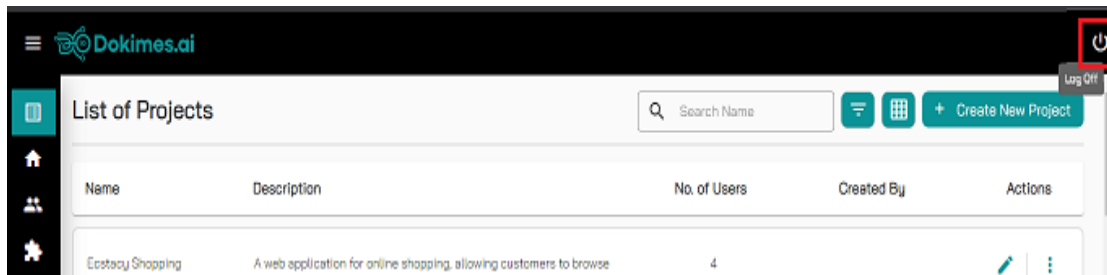 Dokimes.ai
Log Off
List of Projects
Search Name
+ Create New Project
Name Description No. of Users Created By Actions
Ecstacy Shopping A web application for online shopping, allowing customers to browse 4